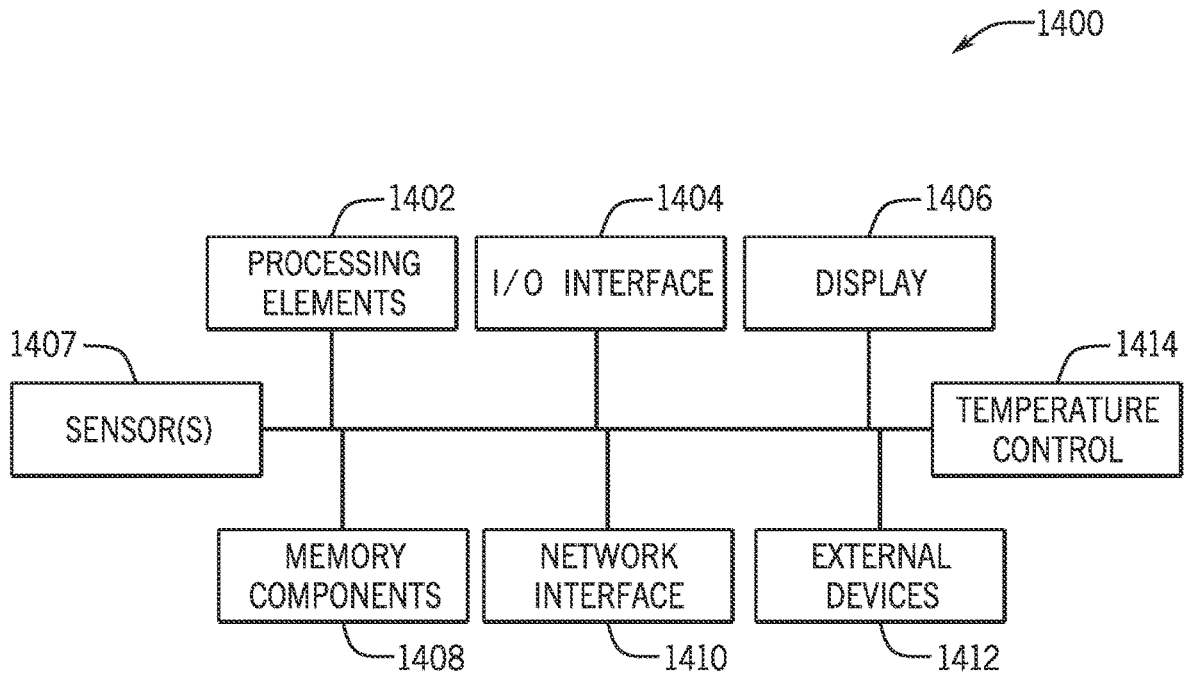 1400
1402
1404
1406
PROCESSING
ELEMENTS
I/O INTERFACE
DISPLAY
1407
1414
SENSOR(S)
TEMPERATURE
CONTROL
MEMORY
COMPONENTS
NETWORK
INTERFACE
EXTERNAL
DEVICES
1408
1410
1412